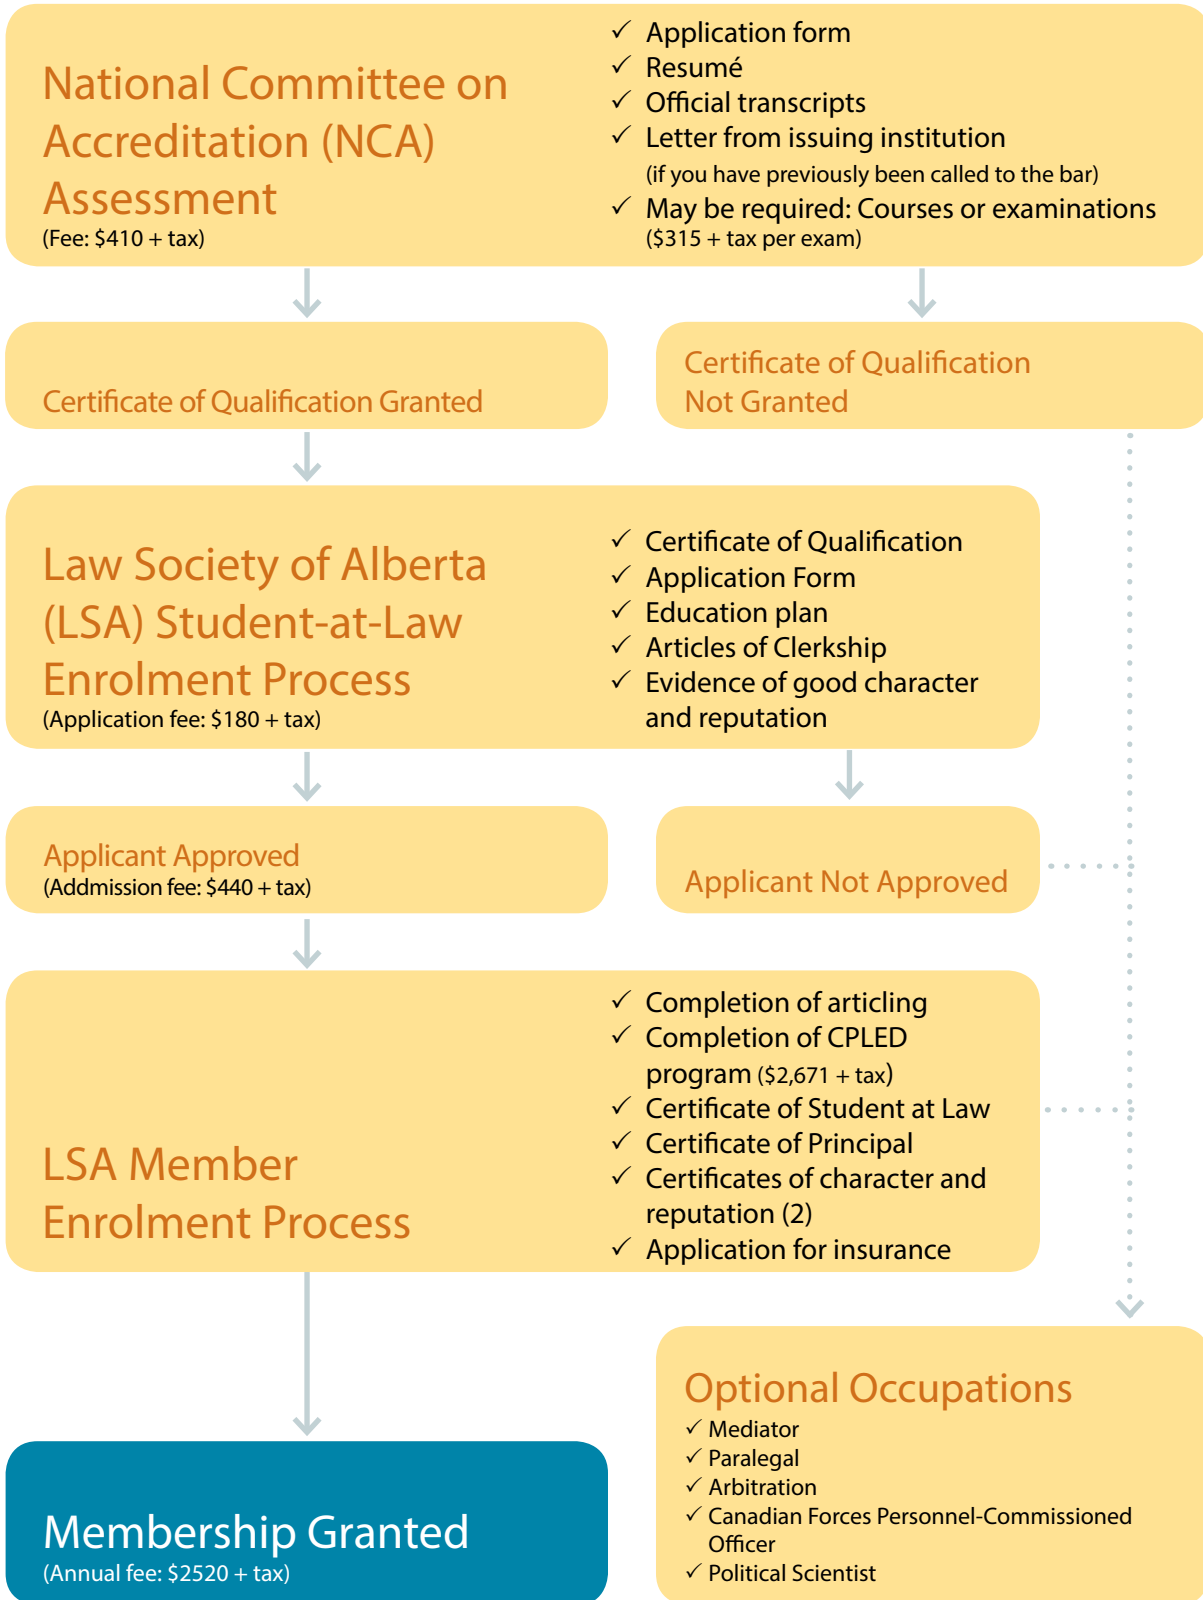 National Committee on
Accreditation (NCA)
Assessment
(Fee: $410 + tax)
✓ Application form
✓ Resumé
✓ Official transcripts
✓ Letter from issuing institution
(if you have previously been called to the bar)
✓ May be required: Courses or examinations
($315 + tax per exam)
Certificate of Qualification Granted
Certificate of Qualification
Not Granted
Law Society of Alberta
(LSA) Student-at-Law
Enrolment Process
(Application fee: $180 + tax)
✓ Certificate of Qualification
✓ Application Form
✓ Education plan
✓ Articles of Clerkship
✓ Evidence of good character
and reputation
Applicant Approved
(Addmission fee: $440 + tax)
Applicant Not Approved
LSA Member
Enrolment Process
✓ Completion of articling
✓ Completion of CPLED
program ($2,671 + tax)
✓ Certificate of Student at Law
✓ Certificate of Principal
✓ Certificates of character and
reputation (2)
✓ Application for insurance
Membership Granted
(Annual fee: $2520 + tax)
Optional Occupations
✓ Mediator
✓ Paralegal
✓ Arbitration
✓ Canadian Forces Personnel-Commissioned
Officer
✓ Political Scientist